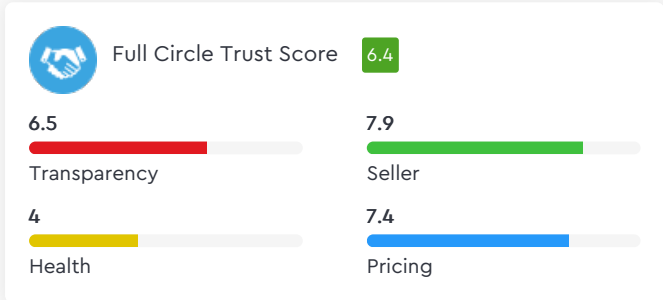 Full Circle Trust Score 6.4
6.5
Transparency
7.9
Seller
4
Health
7.4
Pricing